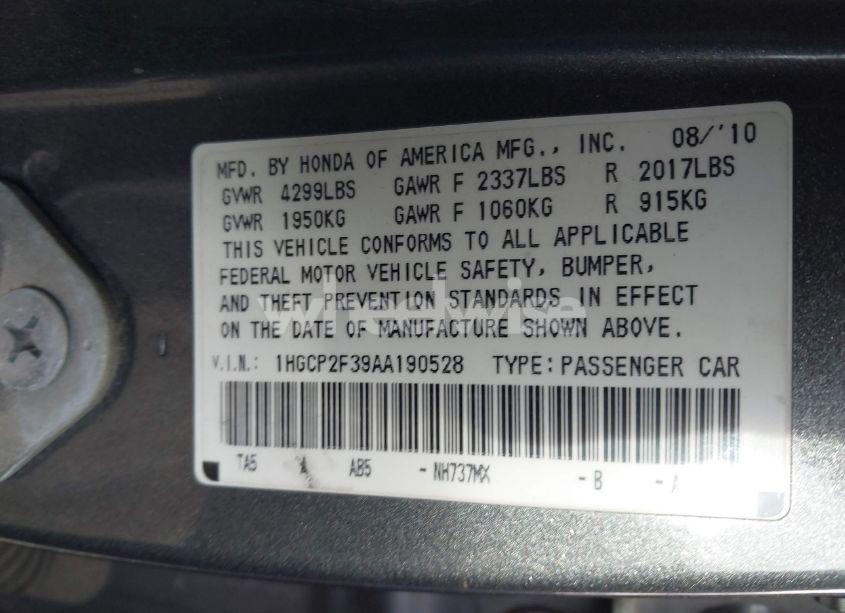 MFD. BY HONDA OF AMERICA MFG., INC. 08/'10
GVWR 4299LBS GAWR F 2337LBS R 2017LBS
GVWR 1950KG GAWR F 1060KG R 915KG
THIS VEHICLE CONFORMS TO ALL APPLICABLE
FEDERAL MOTOR VEHICLE SAFETY, BUMPER,
AND THEFT PREVENTION STANDARDS IN EFFECT
ON THE DATE OF MANUFACTURE SHOWN ABOVE.
wheelwise
V.I.N.: 1HGCP2F39AA190528 TYPE: PASSENGER CAR
TA5 A AB5 - NH737MX - B - A